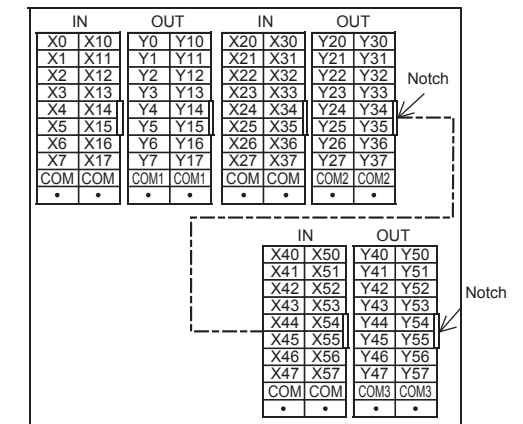 IN OUT IN OUT
X0 X10 Y0 Y10 X20 X30 Y20 Y30
X1 X11 Y1 Y11 X21 X31 Y21 Y31
X2 X12 Y2 Y12 X22 X32 Y22 Y32
Notch
X3 X13 Y3 Y13 X23 X33 Y23 Y33
X4 X14 Y4 Y14 X24 X34 Y24 Y34
X5 X15 Y5 Y15 X25 X35 Y25 Y35
X6 X16 Y6 Y16 X26 X36 Y26 Y36
X7 X17 Y7 Y17 X27 X37 Y27 Y37
COM COM COM1 COM1 COM COM COM2 COM2
• • • • • • • •
IN OUT
X40 X50 Y40 Y50
X41 X51 Y41 Y51
X42 X52 Y42 Y52
Notch
X43 X53 Y43 Y53
X44 X54 Y44 Y54
X45 X55 Y45 Y55
X46 X56 Y46 Y56
X47 X57 Y47 Y57
COM COM COM3 COM3
• • • •